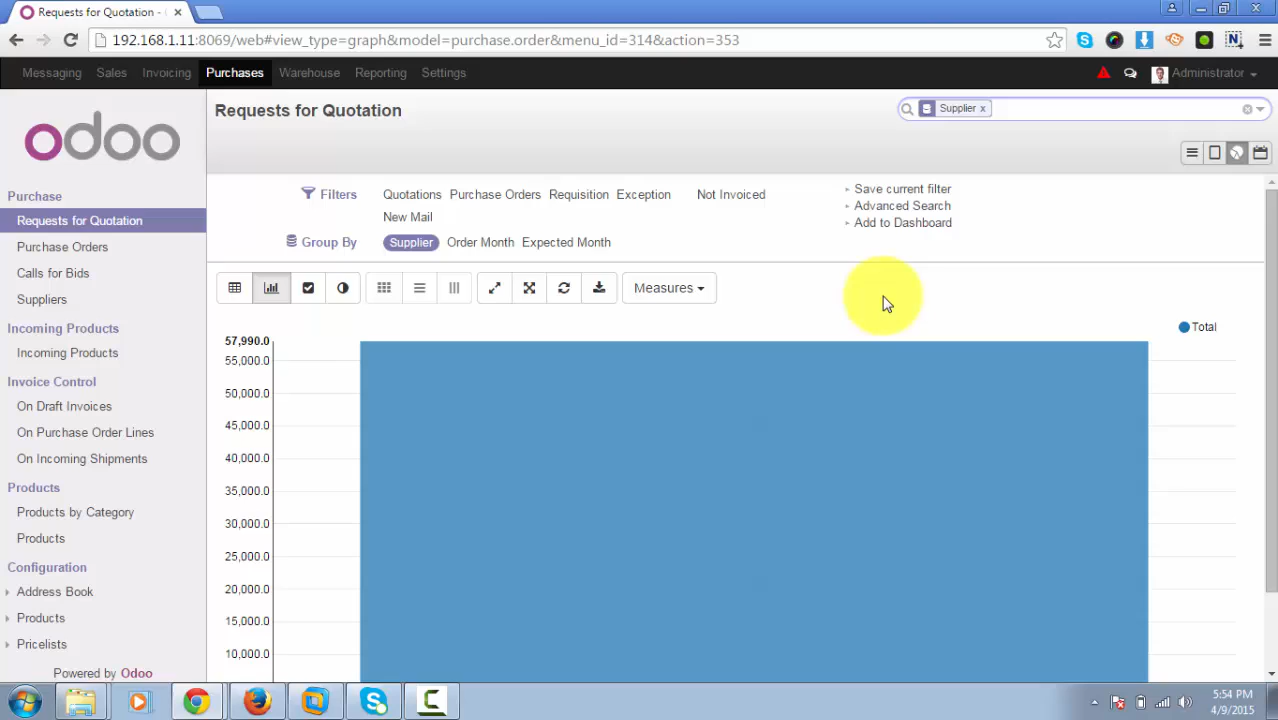 Requests for Quotation -
192.168.1.11:8069/web#view_type=graph&model=purchase.order&menu_id=314&action=353
Messaging Sales Invoicing Purchases Warehouse Reporting Settings Administrator
odoo
Purchase
Requests for Quotation
Purchase Orders
Calls for Bids
Suppliers
Incoming Products
Incoming Products
Invoice Control
On Draft Invoices
On Purchase Order Lines
On Incoming Shipments
Products
Products by Category
Products
Configuration
Address Book
Products
Pricelists
Powered by Odoo
Requests for Quotation
Supplier x
Filters Quotations Purchase Orders Requisition Exception Not Invoiced
New Mail
Group By Supplier Order Month Expected Month
Save current filter
Advanced Search
Add to Dashboard
Measures
Total
57,990.0
55,000.0
50,000.0
45,000.0
40,000.0
35,000.0
30,000.0
25,000.0
20,000.0
15,000.0
10,000.0
5:54 PM
4/9/2015